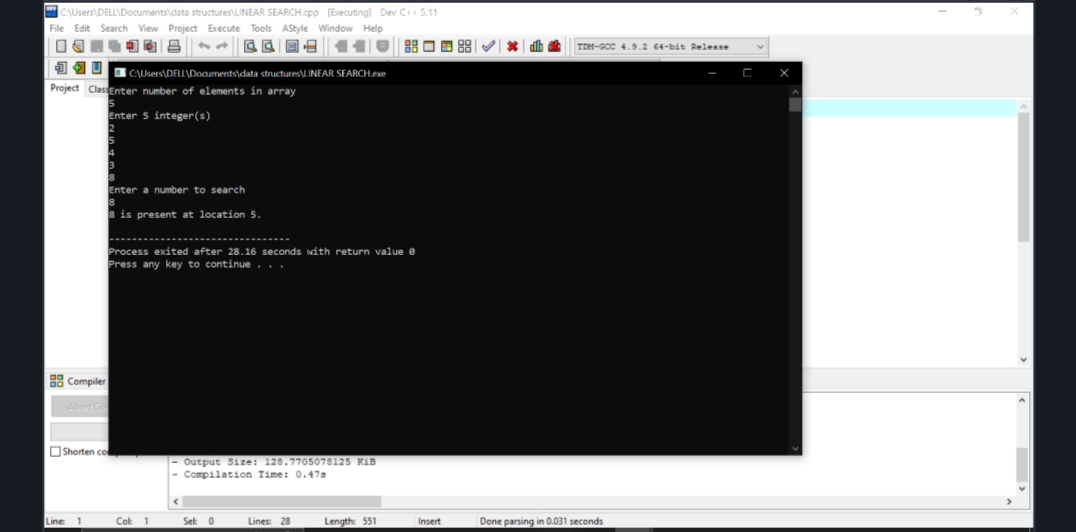 C:\Users\DELL\Documents\data structures\LINEAR SEARCH.cpp [Executing] Dev C++ 5.11
File Edit Search View Project Execute Tools AStyle Window Help
TDM-GCC 4.9.2 64-bit Release
C:\Users\DELL\Documents\data structures\LINEAR SEARCH.exe
Project Clas
Enter number of elements in array
5
Enter 5 integer(s)
2
5
4
3
8
Enter a number to search
8
8 is present at location 5.
-------------------------------
Process exited after 28.16 seconds with return value 0
Press any key to continue . . .
Compiler
Abort
Shorten co
- Output Size: 128.7705078125 KiB
- Compilation Time: 0.47s
Line: 1 Col: 1 Sel: 0 Lines: 28 Length: 551 Insert Done parsing in 0.031 seconds